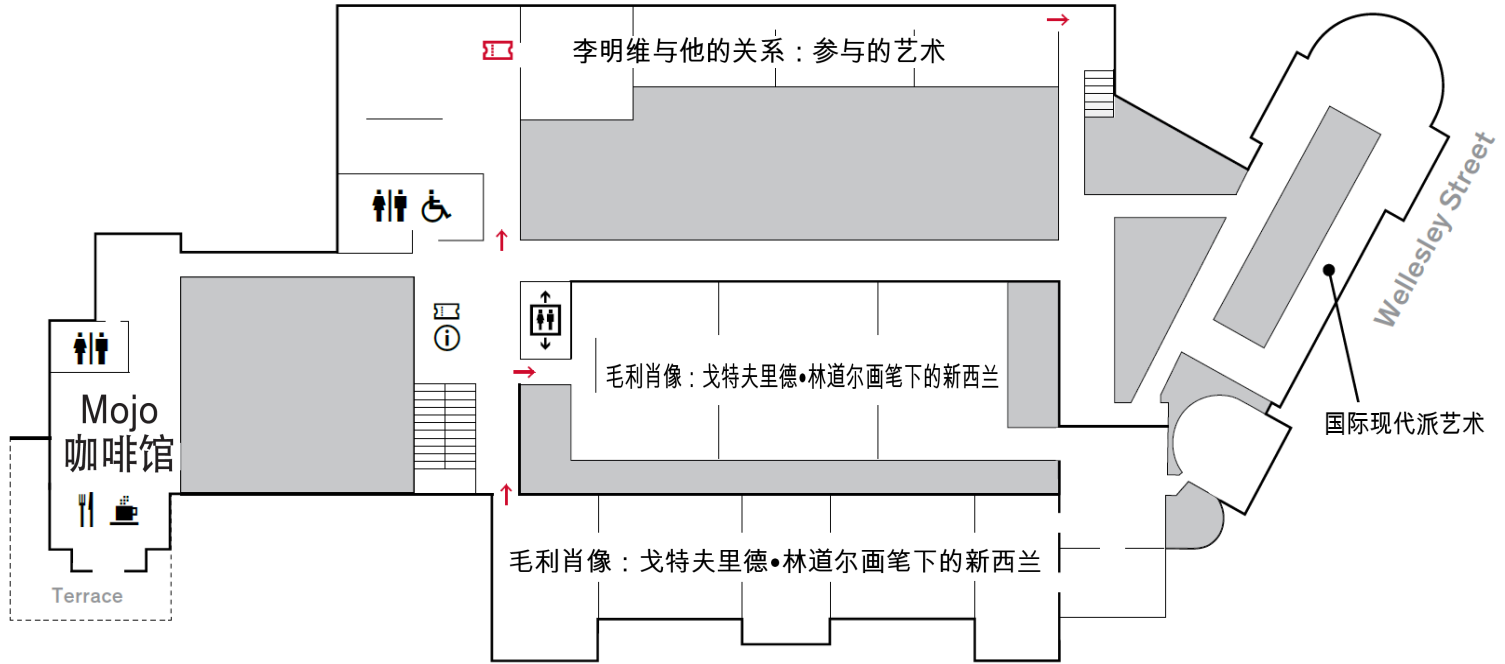 李明维与他的关系：参与的艺术
Wellesley Street
毛利肖像：戈特夫里德•林道尔画笔下的新西兰
Mojo
咖啡馆
国际现代派艺术
毛利肖像：戈特夫里德•林道尔画笔下的新西兰
Terrace